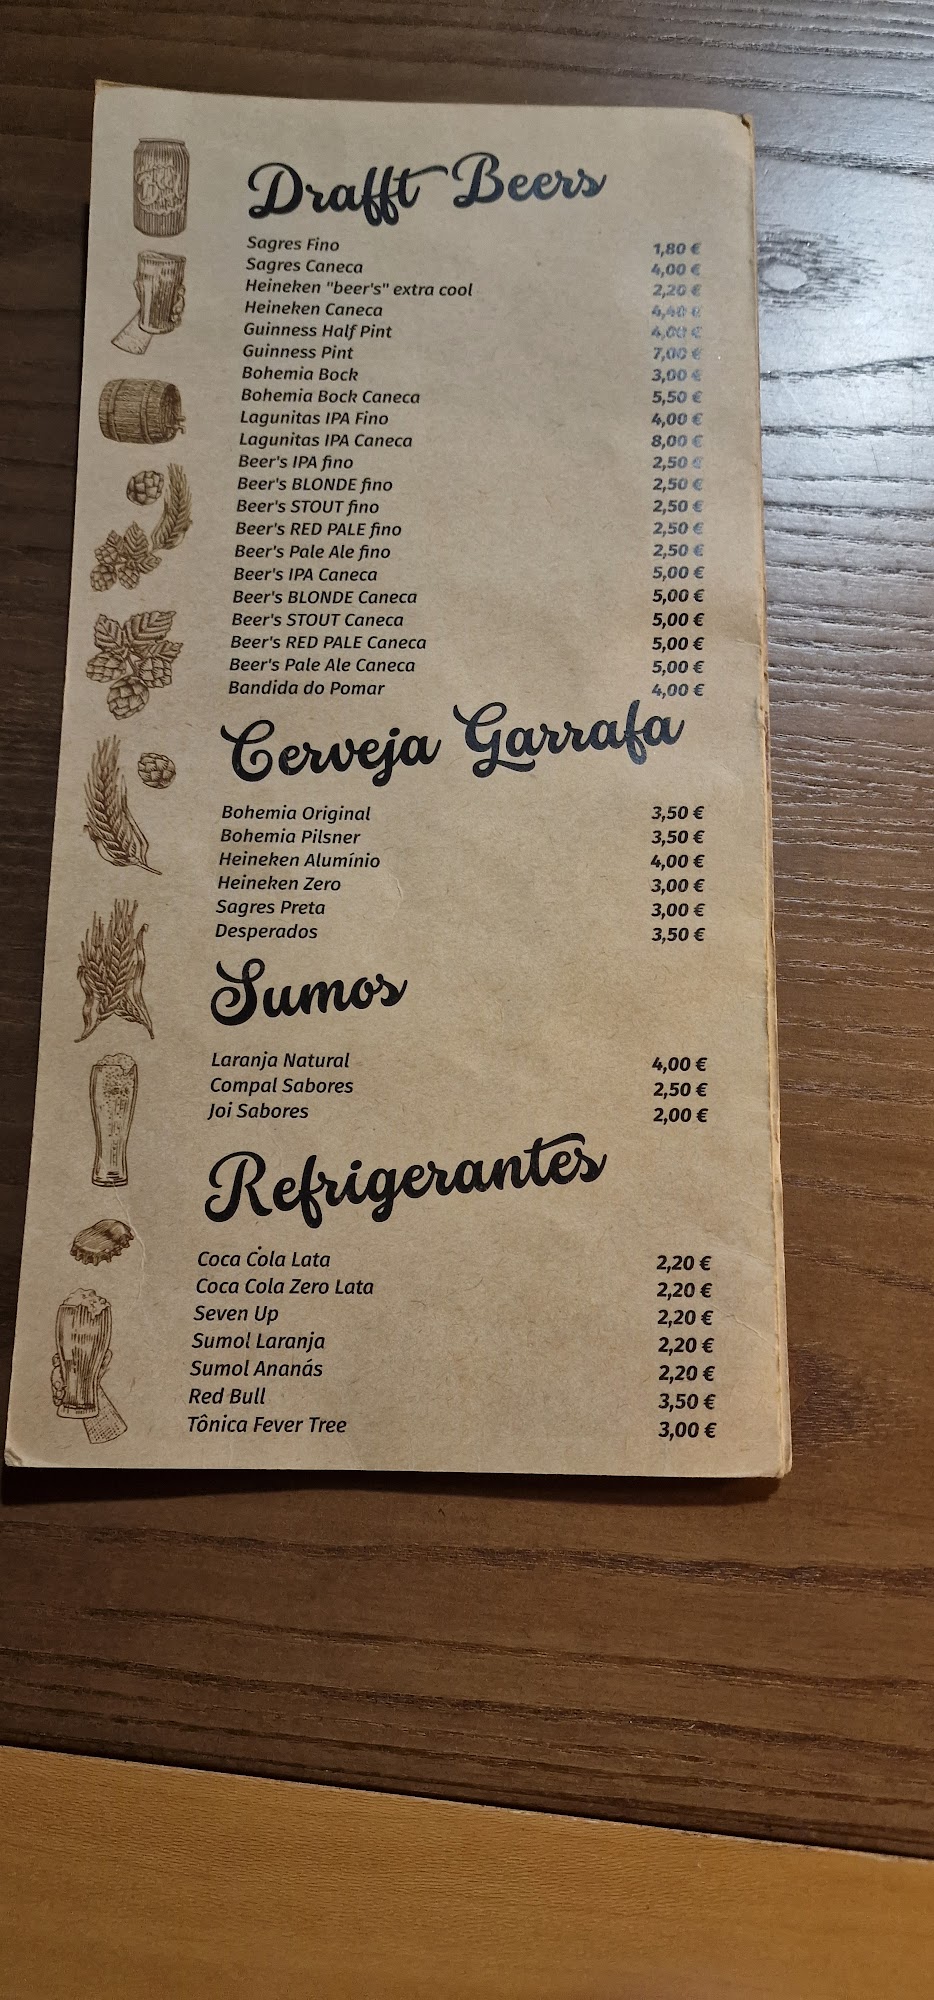 Drafft Beers
Sagres Fino 1,80 €
Sagres Caneca 4,00 €
Heineken "beer's" extra cool 2,20 €
Heineken Caneca 4,40 €
Guinness Half Pint 4,00 €
Guinness Pint 7,00 €
Bohemia Bock 3,00 €
Bohemia Bock Caneca 5,50 €
Lagunitas IPA Fino 4,00 €
Lagunitas IPA Caneca 8,00 €
Beer's IPA fino 2,50 €
Beer's BLONDE fino 2,50 €
Beer's STOUT fino 2,50 €
Beer's RED PALE fino 2,50 €
Beer's Pale Ale fino 2,50 €
Beer's IPA Caneca 5,00 €
Beer's BLONDE Caneca 5,00 €
Beer's STOUT Caneca 5,00 €
Beer's RED PALE Caneca 5,00 €
Beer's Pale Ale Caneca 5,00 €
Bandida do Pomar 4,00 €
Cerveja Garrafa
Bohemia Original 3,50 €
Bohemia Pilsner 3,50 €
Heineken Alumínio 4,00 €
Heineken Zero 3,00 €
Sagres Preta 3,00 €
Desperados 3,50 €
Sumos
Laranja Natural 4,00 €
Compal Sabores 2,50 €
Joi Sabores 2,00 €
Refrigerantes
Coca Cola Lata 2,20 €
Coca Cola Zero Lata 2,20 €
Seven Up 2,20 €
Sumol Laranja 2,20 €
Sumol Ananás 2,20 €
Red Bull 3,50 €
Tônica Fever Tree 3,00 €